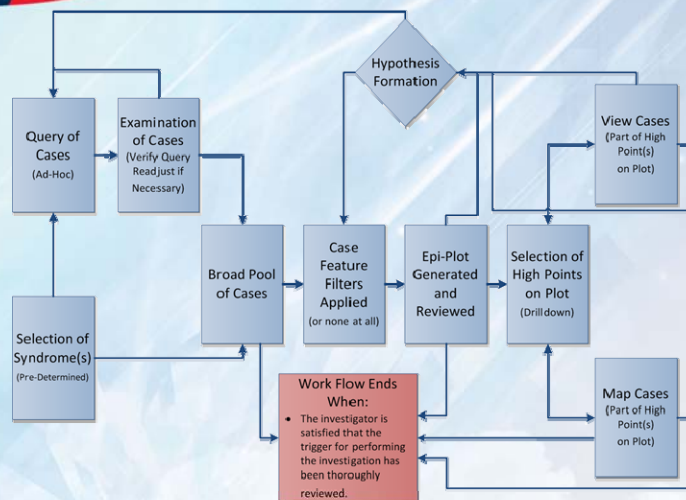 Hypothesis
Formation
Query of
Cases
(Ad-Hoc)
Examination
of Cases
(Verify Query
Readjust if
Necessary)
View Cases
(Part of High
Point(s)
on Plot)
Broad Pool
of Cases
Case
Feature
Filters
Applied
(or none at all)
Epi-Plot
Generated
and
Reviewed
Selection of
High Points
on Plot
(Drill down)
Selection of
Syndrome(s)
(Pre-Determined)
Work Flow Ends
When:
• The investigator is
satisfied that the
trigger for performing
the investigation has
been thoroughly
reviewed.
Map Cases
(Part of High
Point(s)
on Plot)